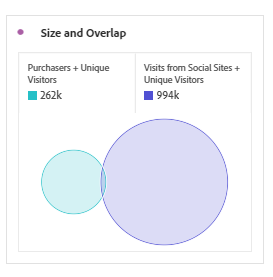 Size and Overlap
Purchasers + Unique
Visitors
262k
Visits from Social Sites +
Unique Visitors
994k